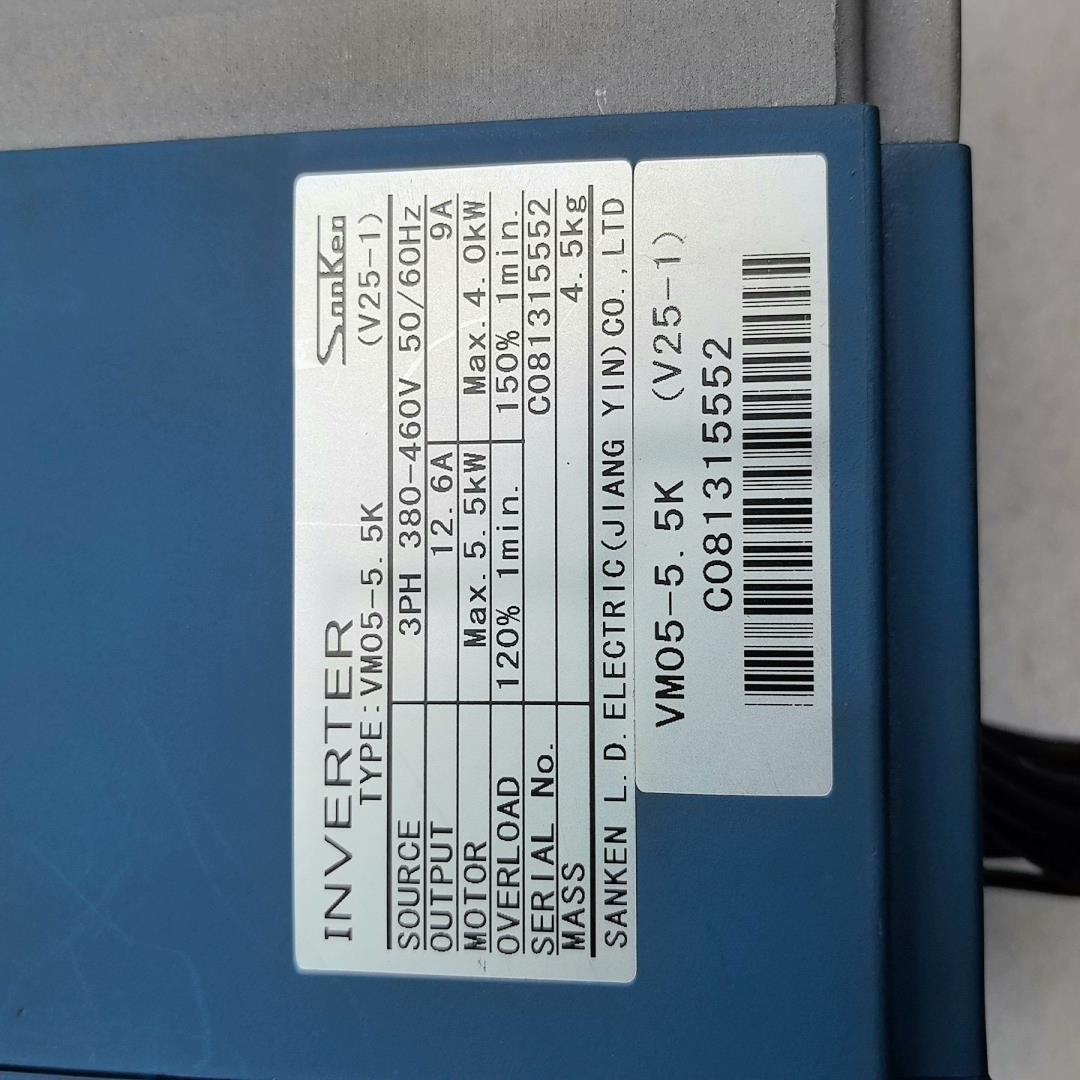 INVERTER SanKen
TYPE:VM05-5.5K (V25-1)
SOURCE 3PH 380-460V 50/60Hz
OUTPUT 12.6A 9A
MOTOR Max.5.5kW Max.4.0kW
OVERLOAD 120% 1min. 150% 1min.
SERIAL No. C081315552
MASS 4.5kg
SANKEN L.D.ELECTRIC(JIANG YIN)CO.,LTD
VM05-5.5K (V25-1)
C081315552